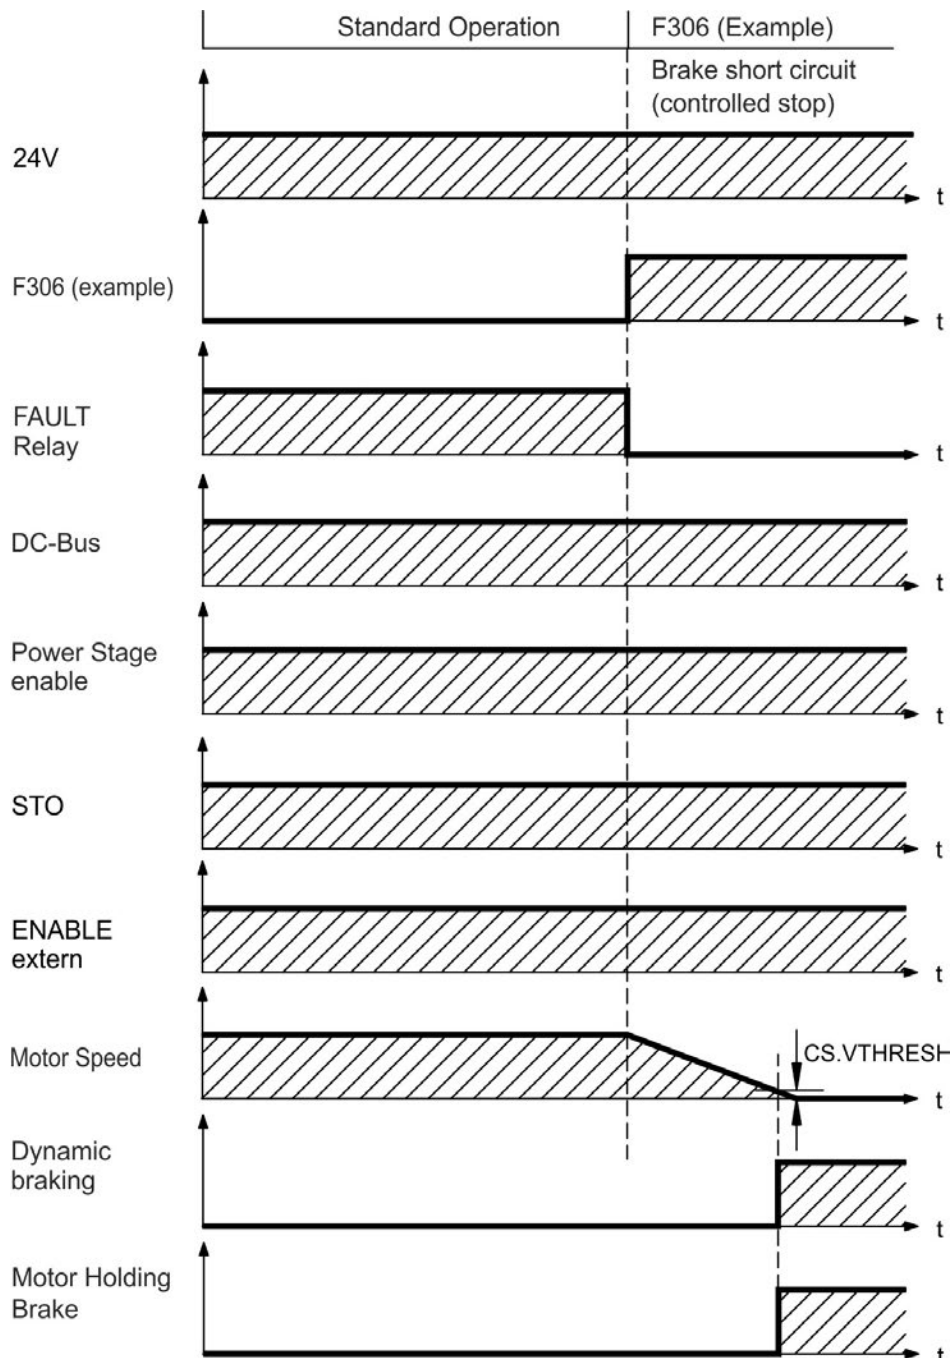 Standard Operation
F306 (Example)
Brake short circuit
(controlled stop)
24V
t
F306 (example)
t
FAULT
Relay
t
DC-Bus
t
Power Stage
enable
t
STO
t
ENABLE
extern
t
Motor Speed
CS.VTHRESH
t
Dynamic
braking
t
Motor Holding
Brake
t